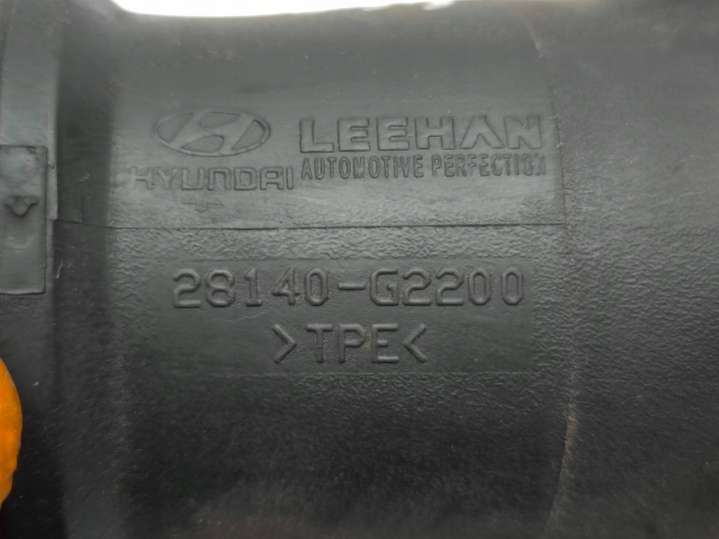 LEEHAN
HYUNDAI AUTOMOTIVE PERFECTION
28140-G2200
>TPE<